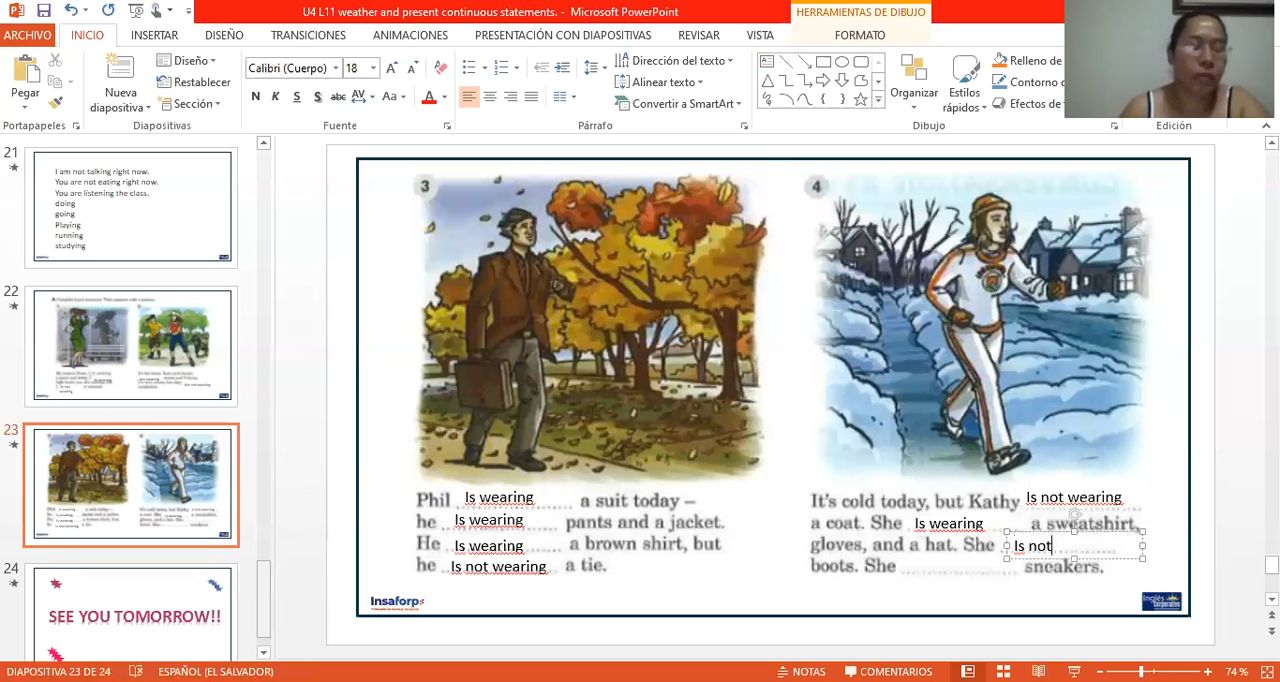 U4 L11 weather and present continuous statements. - Microsoft PowerPoint
HERRAMIENTAS DE DIBUJO
ARCHIVO
INICIO
INSERTAR
DISEÑO
TRANSICIONES
ANIMACIONES
PRESENTACIÓN CON DIAPOSITIVAS
REVISAR
VISTA
FORMATO
Pegar
Nueva diapositiva
Diseño
Restablecer
Sección
Calibri (Cuerpo)
18
N K S S abc AV Aa A
Dirección del texto
Alinear texto
Convertir a SmartArt
Organizar
Estilos rápidos
Relleno de
Contorno
Efectos de
Portapapeles
Diapositivas
Fuente
Párrafo
Dibujo
Edición
21
I am not talking right now.
You are not eating right now.
You are listening the class.
doing
going
Playing
running
studying
22
23
24
SEE YOU TOMORROW!!
3
4
Phil Is wearing a suit today –
he Is wearing pants and a jacket.
He Is wearing a brown shirt, but
he Is not wearing a tie.
It's cold today, but Kathy Is not wearing
a coat. She Is wearing a sweatshirt,
gloves, and a hat. She Is not
boots. She sneakers.
Insaforp
Inglés Corporativo
DIAPOSITIVA 23 DE 24
ESPAÑOL (EL SALVADOR)
NOTAS
COMENTARIOS
74 %